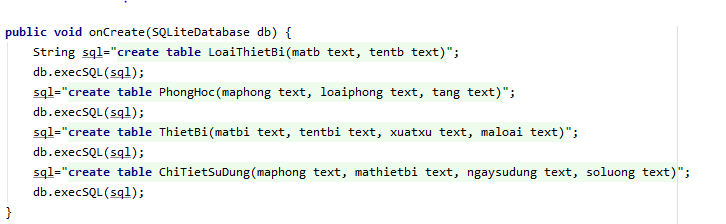 public void onCreate(SQLiteDatabase db) {
String sql="create table LoaiThietBi(matb text, tentb text)";
db.execSQL(sql);
sql="create table PhongHoc(maphong text, loaiphong text, tang text)";
db.execSQL(sql);
sql="create table ThietBi(matbi text, tentbi text, xuatxu text, maloai text)";
db.execSQL(sql);
sql="create table ChiTietSuDung(maphong text, mathietbi text, ngaysudung text, soluong text)";
db.execSQL(sql);
}